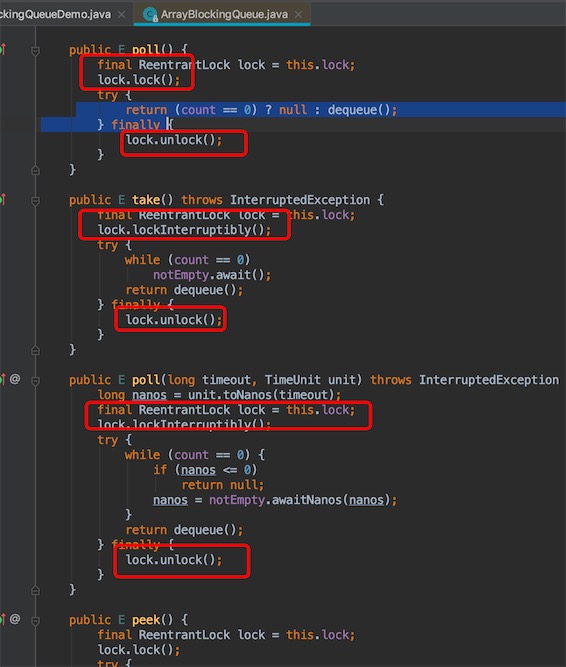 ckingQueueDemo.java × ArrayBlockingQueue.java ×
public E poll() {
final ReentrantLock lock = this.lock;
lock.lock();
try {
return (count == 0) ? null : dequeue();
} finally {
lock.unlock();
}
}
public E take() throws InterruptedException {
final ReentrantLock lock = this.lock;
lock.lockInterruptibly();
try {
while (count == 0)
notEmpty.await();
return dequeue();
} finally {
lock.unlock();
}
}
@ public E poll(long timeout, TimeUnit unit) throws InterruptedException
long nanos = unit.toNanos(timeout);
final ReentrantLock lock = this.lock;
lock.lockInterruptibly();
try {
while (count == 0) {
if (nanos <= 0)
return null;
nanos = notEmpty.awaitNanos(nanos);
}
return dequeue();
} finally {
lock.unlock();
}
}
@ public E peek() {
final ReentrantLock lock = this.lock;
lock.lock();
try {